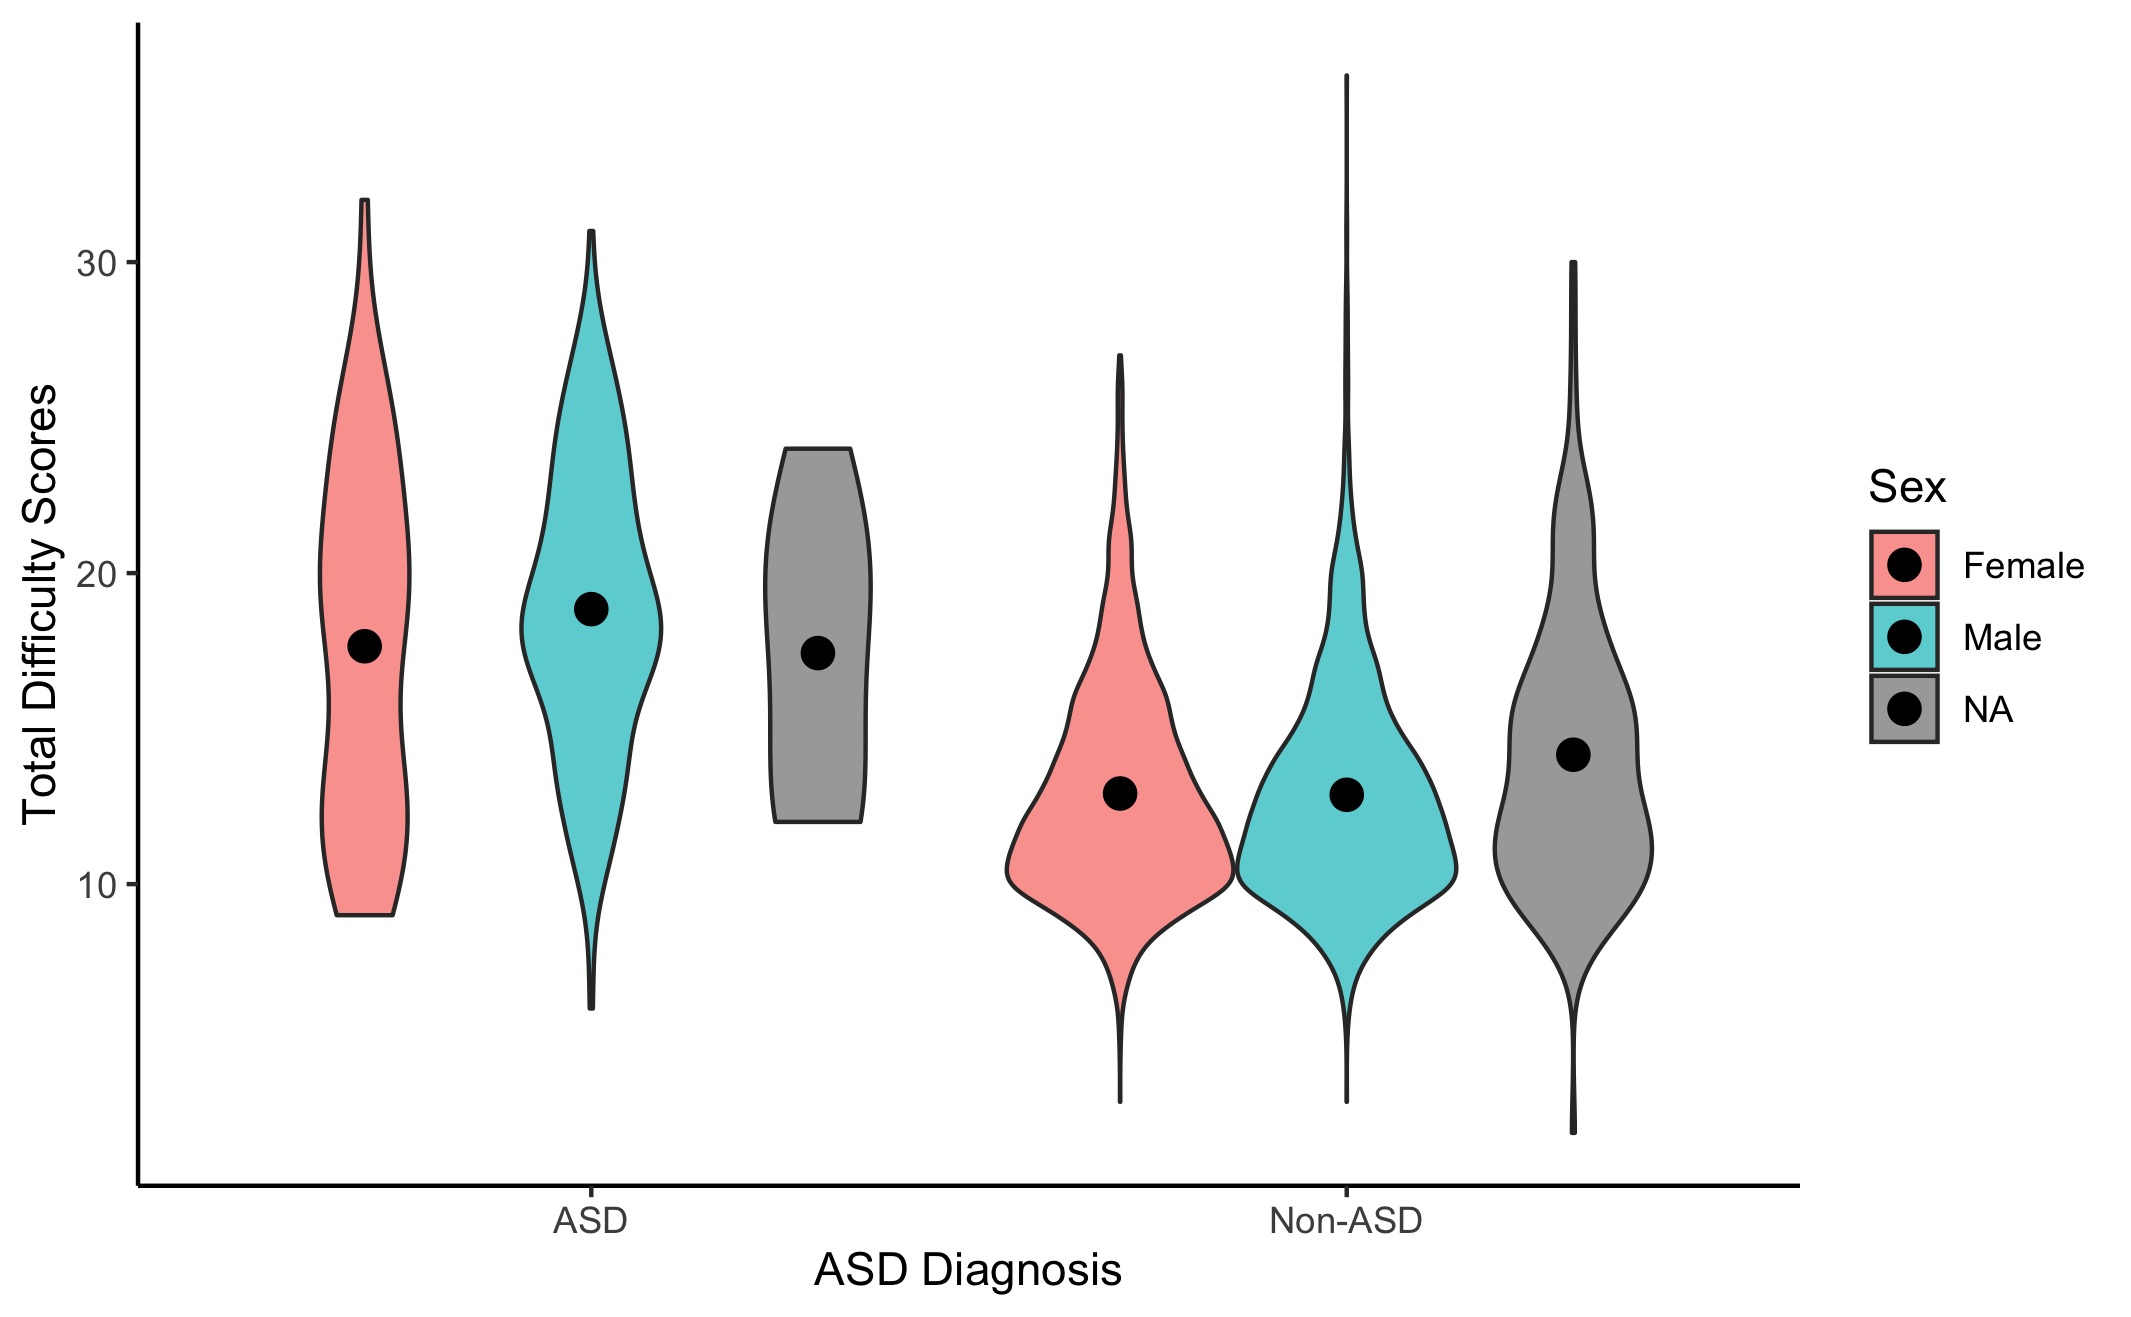 Total Difficulty Scores
30
20
10
ASD
Non-ASD
ASD Diagnosis
Sex
Female
Male
NA